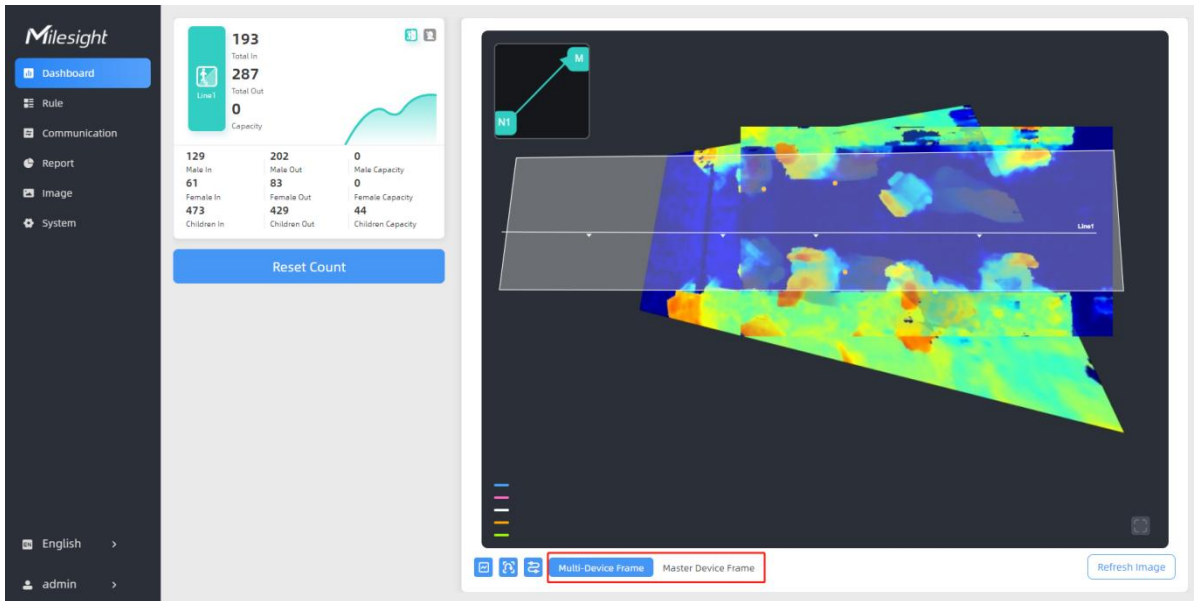 Milesight
Dashboard
Rule
Communication
Report
Image
System
EN English >
admin >
Line1
193
Total In
287
Total Out
0
Capacity
129 202 0
Male In Male Out Male Capacity
61 83 0
Female In Female Out Female Capacity
473 429 44
Children In Children Out Children Capacity
Reset Count
M
N1
Line1
Multi-Device Frame Master Device Frame Refresh Image